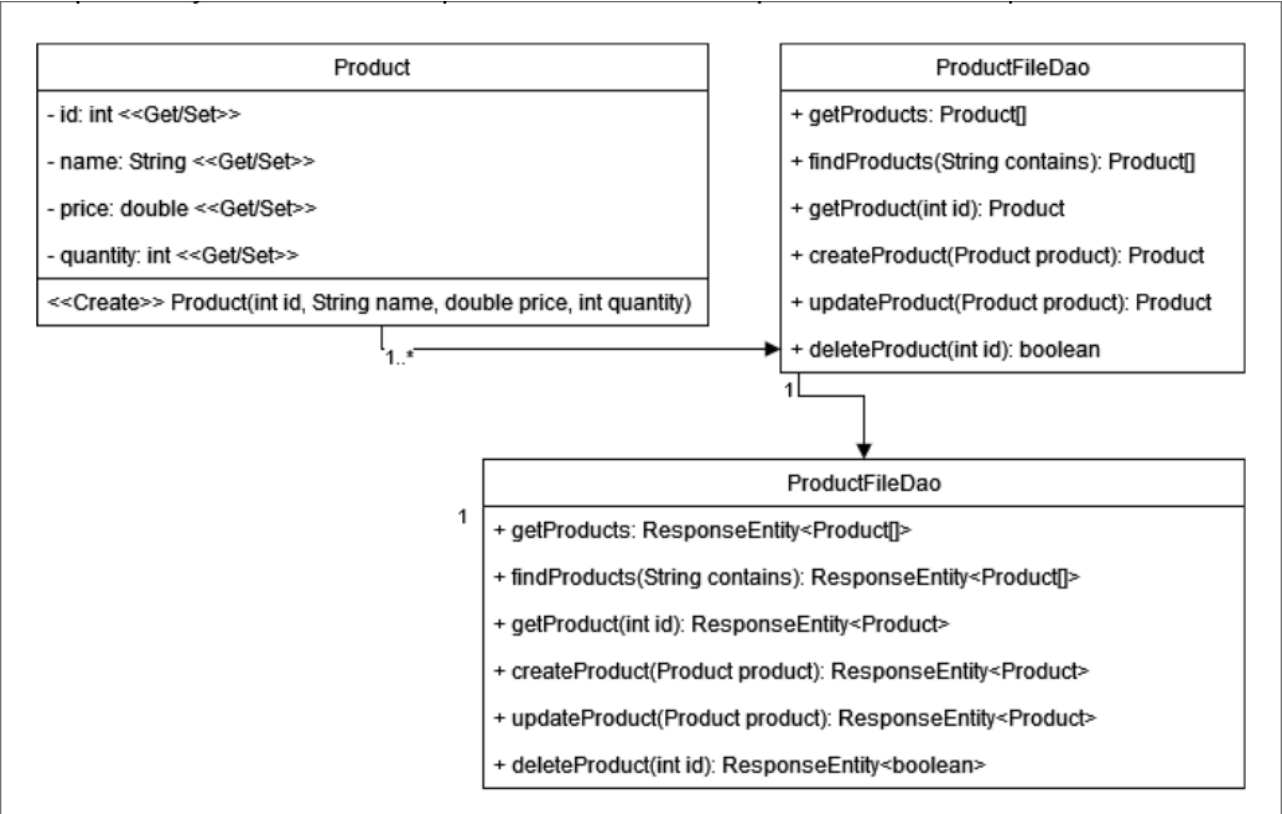 Product
- id: int <<Get/Set>>
- name: String <<Get/Set>>
- price: double <<Get/Set>>
- quantity: int <<Get/Set>>
<<Create>> Product(int id, String name, double price, int quantity)
1..*
ProductFileDao
+ getProducts: Product[]
+ findProducts(String contains): Product[]
+ getProduct(int id): Product
+ createProduct(Product product): Product
+ updateProduct(Product product): Product
+ deleteProduct(int id): boolean
1
ProductFileDao
1
+ getProducts: ResponseEntity<Product[]>
+ findProducts(String contains): ResponseEntity<Product[]>
+ getProduct(int id): ResponseEntity<Product>
+ createProduct(Product product): ResponseEntity<Product>
+ updateProduct(Product product): ResponseEntity<Product>
+ deleteProduct(int id): ResponseEntity<boolean>